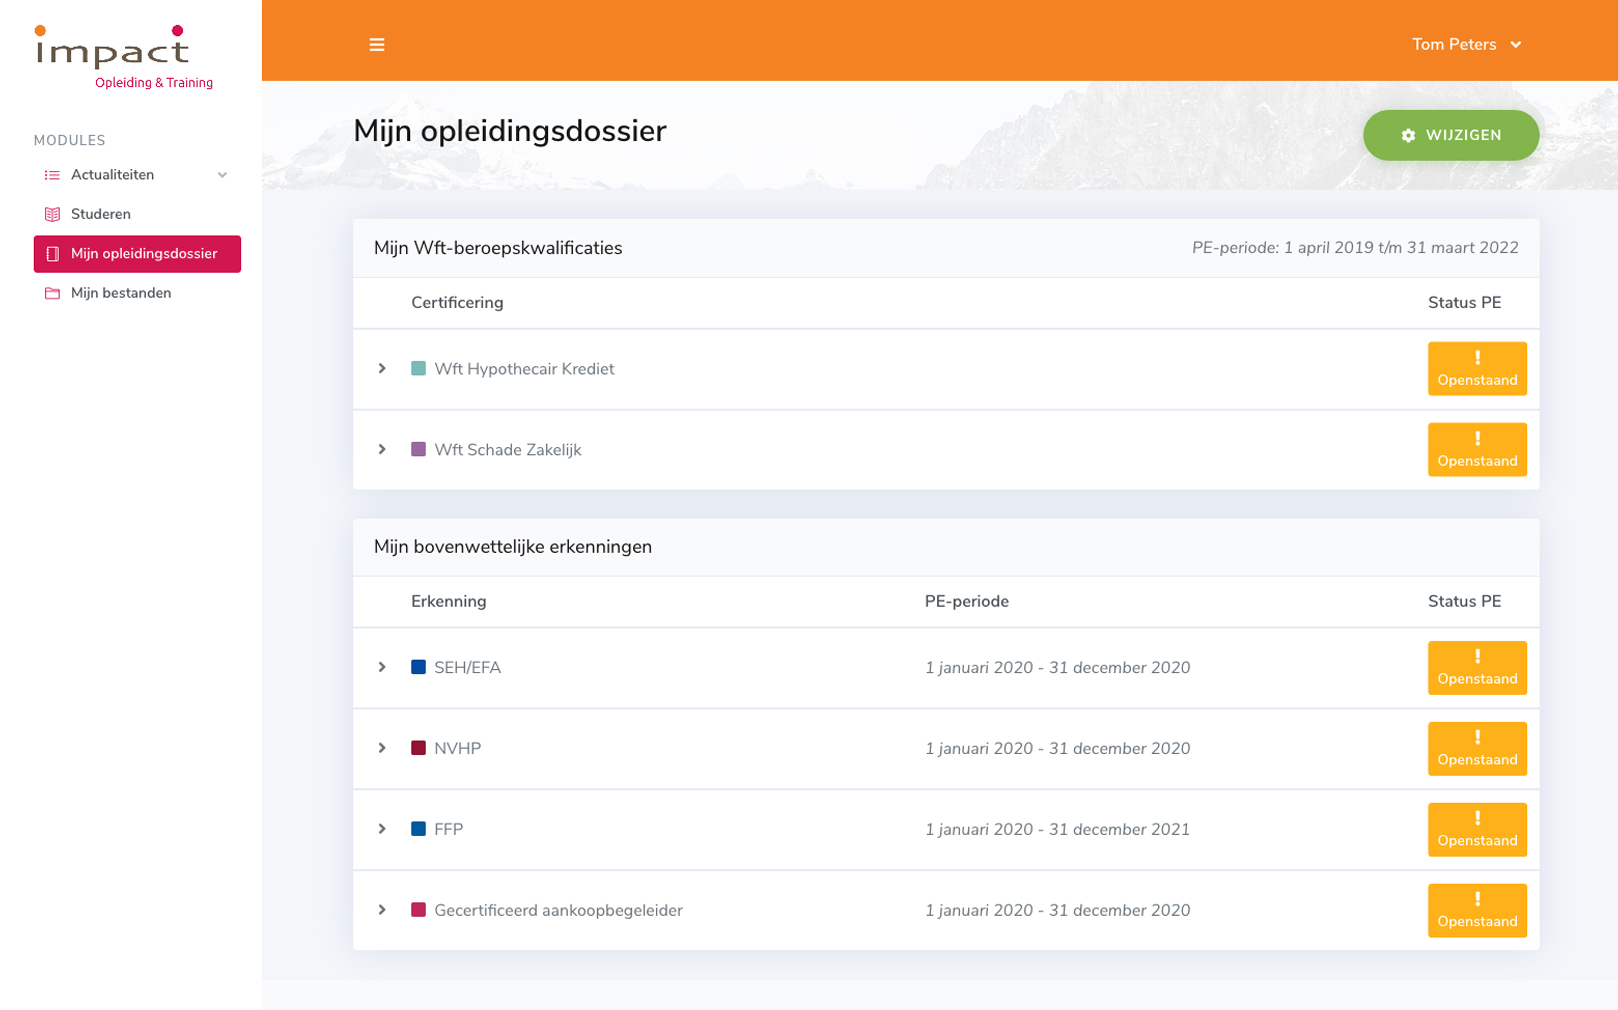 impact
Opleiding & Training
Tom Peters
MODULES
Actualiteiten
Studeren
Mijn opleidingsdossier
Mijn bestanden
Mijn opleidingsdossier
WIJZIGEN
Mijn Wft-beroepskwalificaties
PE-periode: 1 april 2019 t/m 31 maart 2022
Certificering
Status PE
Wft Hypothecair Krediet
Openstaand
Wft Schade Zakelijk
Openstaand
Mijn bovenwettelijke erkenningen
Erkenning
PE-periode
Status PE
SEH/EFA
1 januari 2020 - 31 december 2020
Openstaand
NVHP
1 januari 2020 - 31 december 2020
Openstaand
FFP
1 januari 2020 - 31 december 2021
Openstaand
Gecertificeerd aankoopbegeleider
1 januari 2020 - 31 december 2020
Openstaand